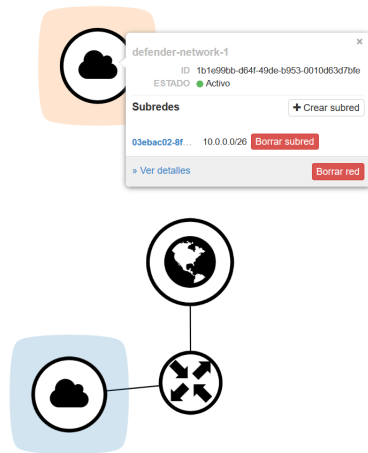 ×
defender-network-1
ID 1b1e99bb-d64f-49de-b953-0010d63d7bfe
ESTADO Activo
Subredes + Crear subred
03ebac02-8f... 10.0.0.0/26 Borrar subred
» Ver detalles Borrar red